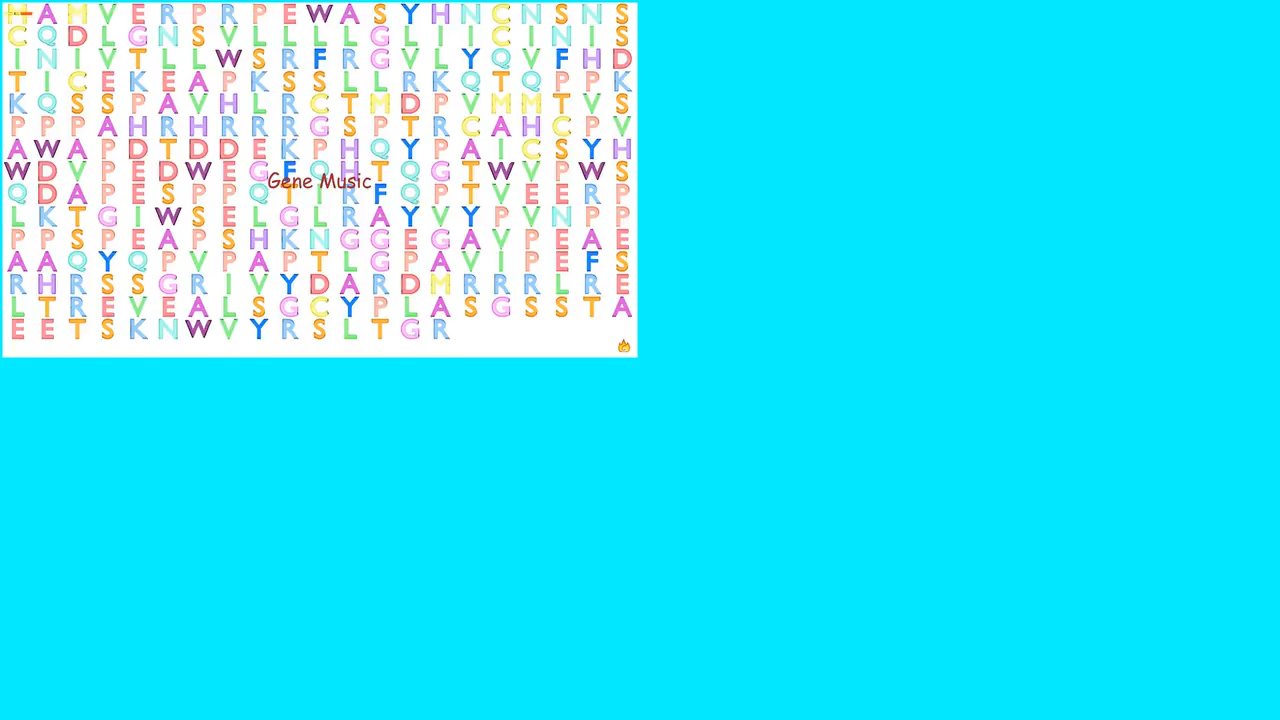 M A M V E R P R P E W A S Y H N C N S N S
C Q D L G N S V L L L L G L I I C I N I S
I N I V T L L W S R F R G V L Y Q V F H D
T I C E K E A P K S S L L R K Q T Q P P K
K Q S S P A V H L R C T M D P V M M T V S
P P P A H R H R R R G S P T R C A H C P V
A W A P D T D D E K P H Q Y P A I C S Y H
W D V P E D W E G F Q H T Q G T W V P W S
Gene Music
Q D A P E S P P Q T I R F Q P T V E E R P
L K T G I W S E L G L R A Y V Y P V N P P
P P S P E A P S H K N G G E G A V P E A E
A A Q Y Q P V P A P T L G P A V I P E F S
R H R S S G R I V Y D A R D M R R R L R E
L T R E V E A L S G C Y P L A S G S S T A
E E T S K N W V Y R S L T G R